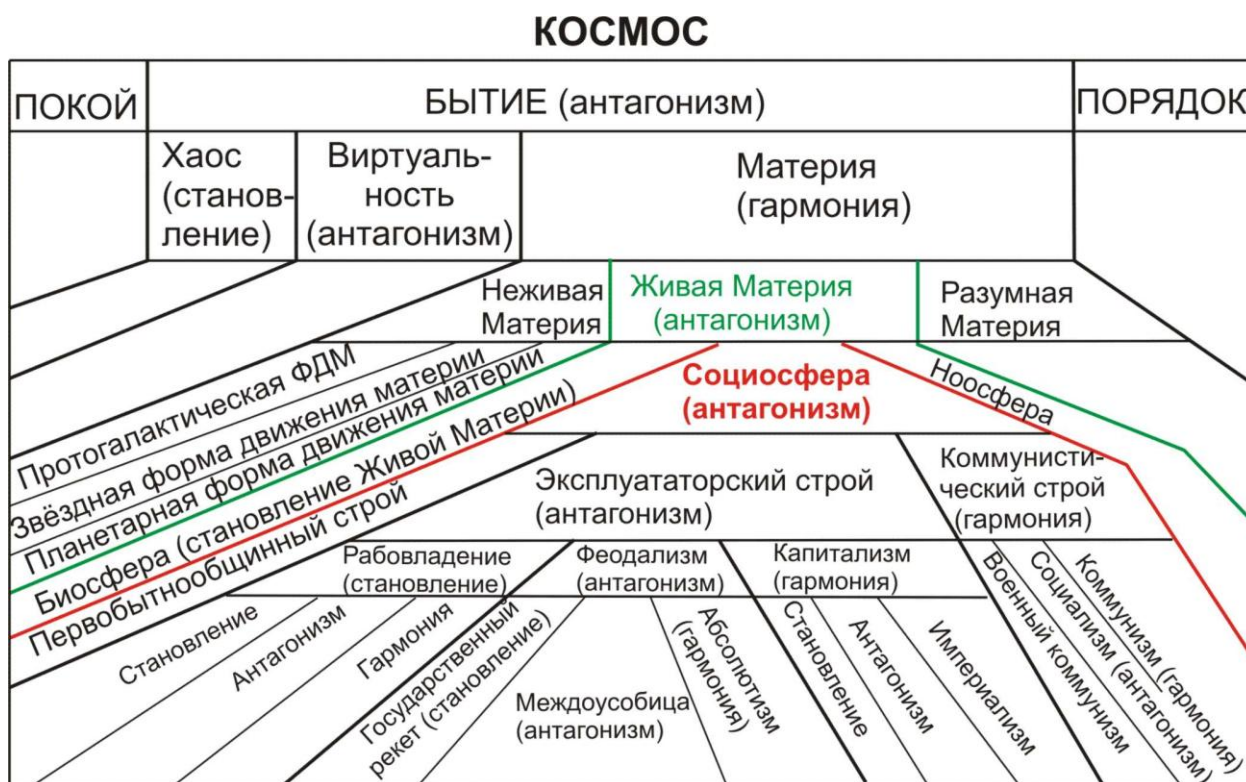 КОСМОС
ПОКОЙ
БЫТИЕ (антагонизм)
ПОРЯДОК
Хаос
(станов-
ление)
Виртуаль-
ность
(антагонизм)
Материя
(гармония)
Неживая
Материя
Живая Материя
(антагонизм)
Разумная
Материя
Протогалактическая ФДМ
Звёздная форма движения материи
Планетарная форма движения материи
Биосфера (становление Живой Материи)
Социосфера
(антагонизм)
Ноосфера
Первобытнообщинный строй
Эксплуататорский строй
(антагонизм)
Коммунисти-
ческий строй
(гармония)
Рабовладение
(становление)
Феодализм
(антагонизм)
Капитализм
(гармония)
Становление
Антагонизм
Гармония
Государственный
рекет (становление)
Междоусобица
(антагонизм)
Абсолютизм
(гармония)
Становление
Антагонизм
Империализм
Военный коммунизм
Социализм (антагонизм)
Коммунизм (гармония)